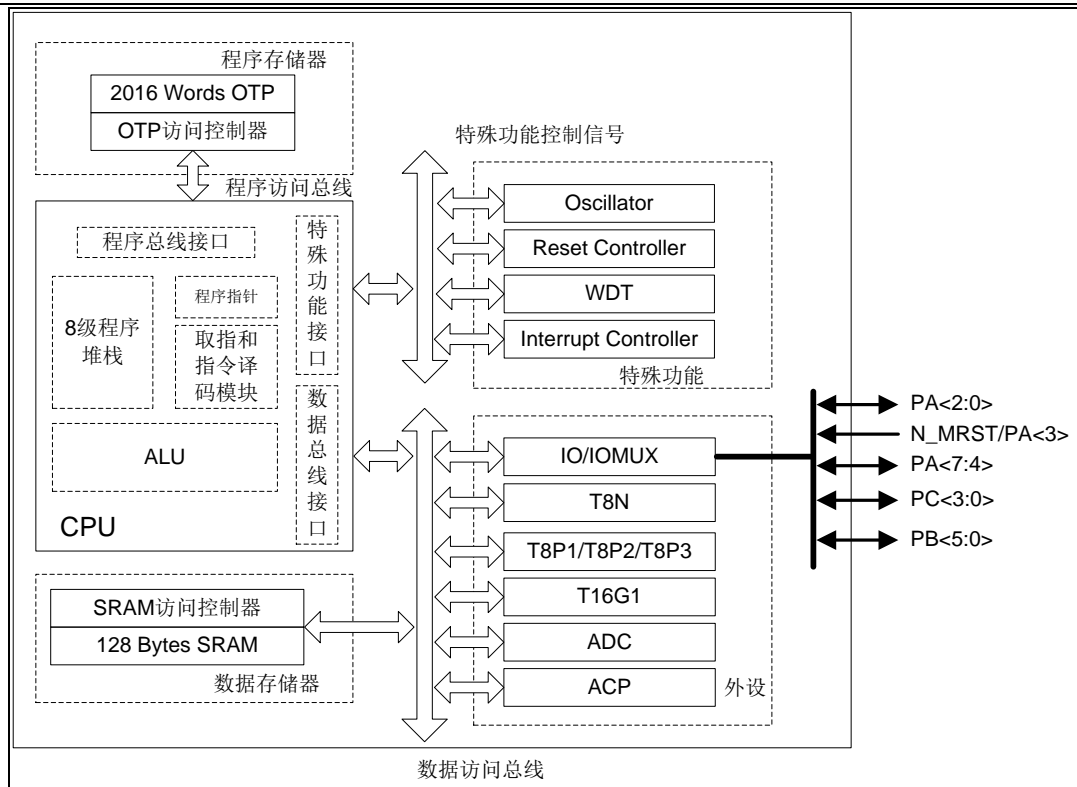 程序存储器
2016 Words OTP
OTP访问控制器
程序访问总线
程序总线接口
特
殊
功
能
接
口
8级程序
堆栈
程序指针
取指和
指令译
码模块
ALU
数
据
总
线
接
口
CPU
SRAM访问控制器
128 Bytes SRAM
数据存储器
特殊功能控制信号
Oscillator
Reset Controller
WDT
Interrupt Controller
特殊功能
IO/IOMUX
T8N
T8P1/T8P2/T8P3
T16G1
ADC
ACP
外设
数据访问总线
PA<2:0>
N_MRST/PA<3>
PA<7:4>
PC<3:0>
PB<5:0>